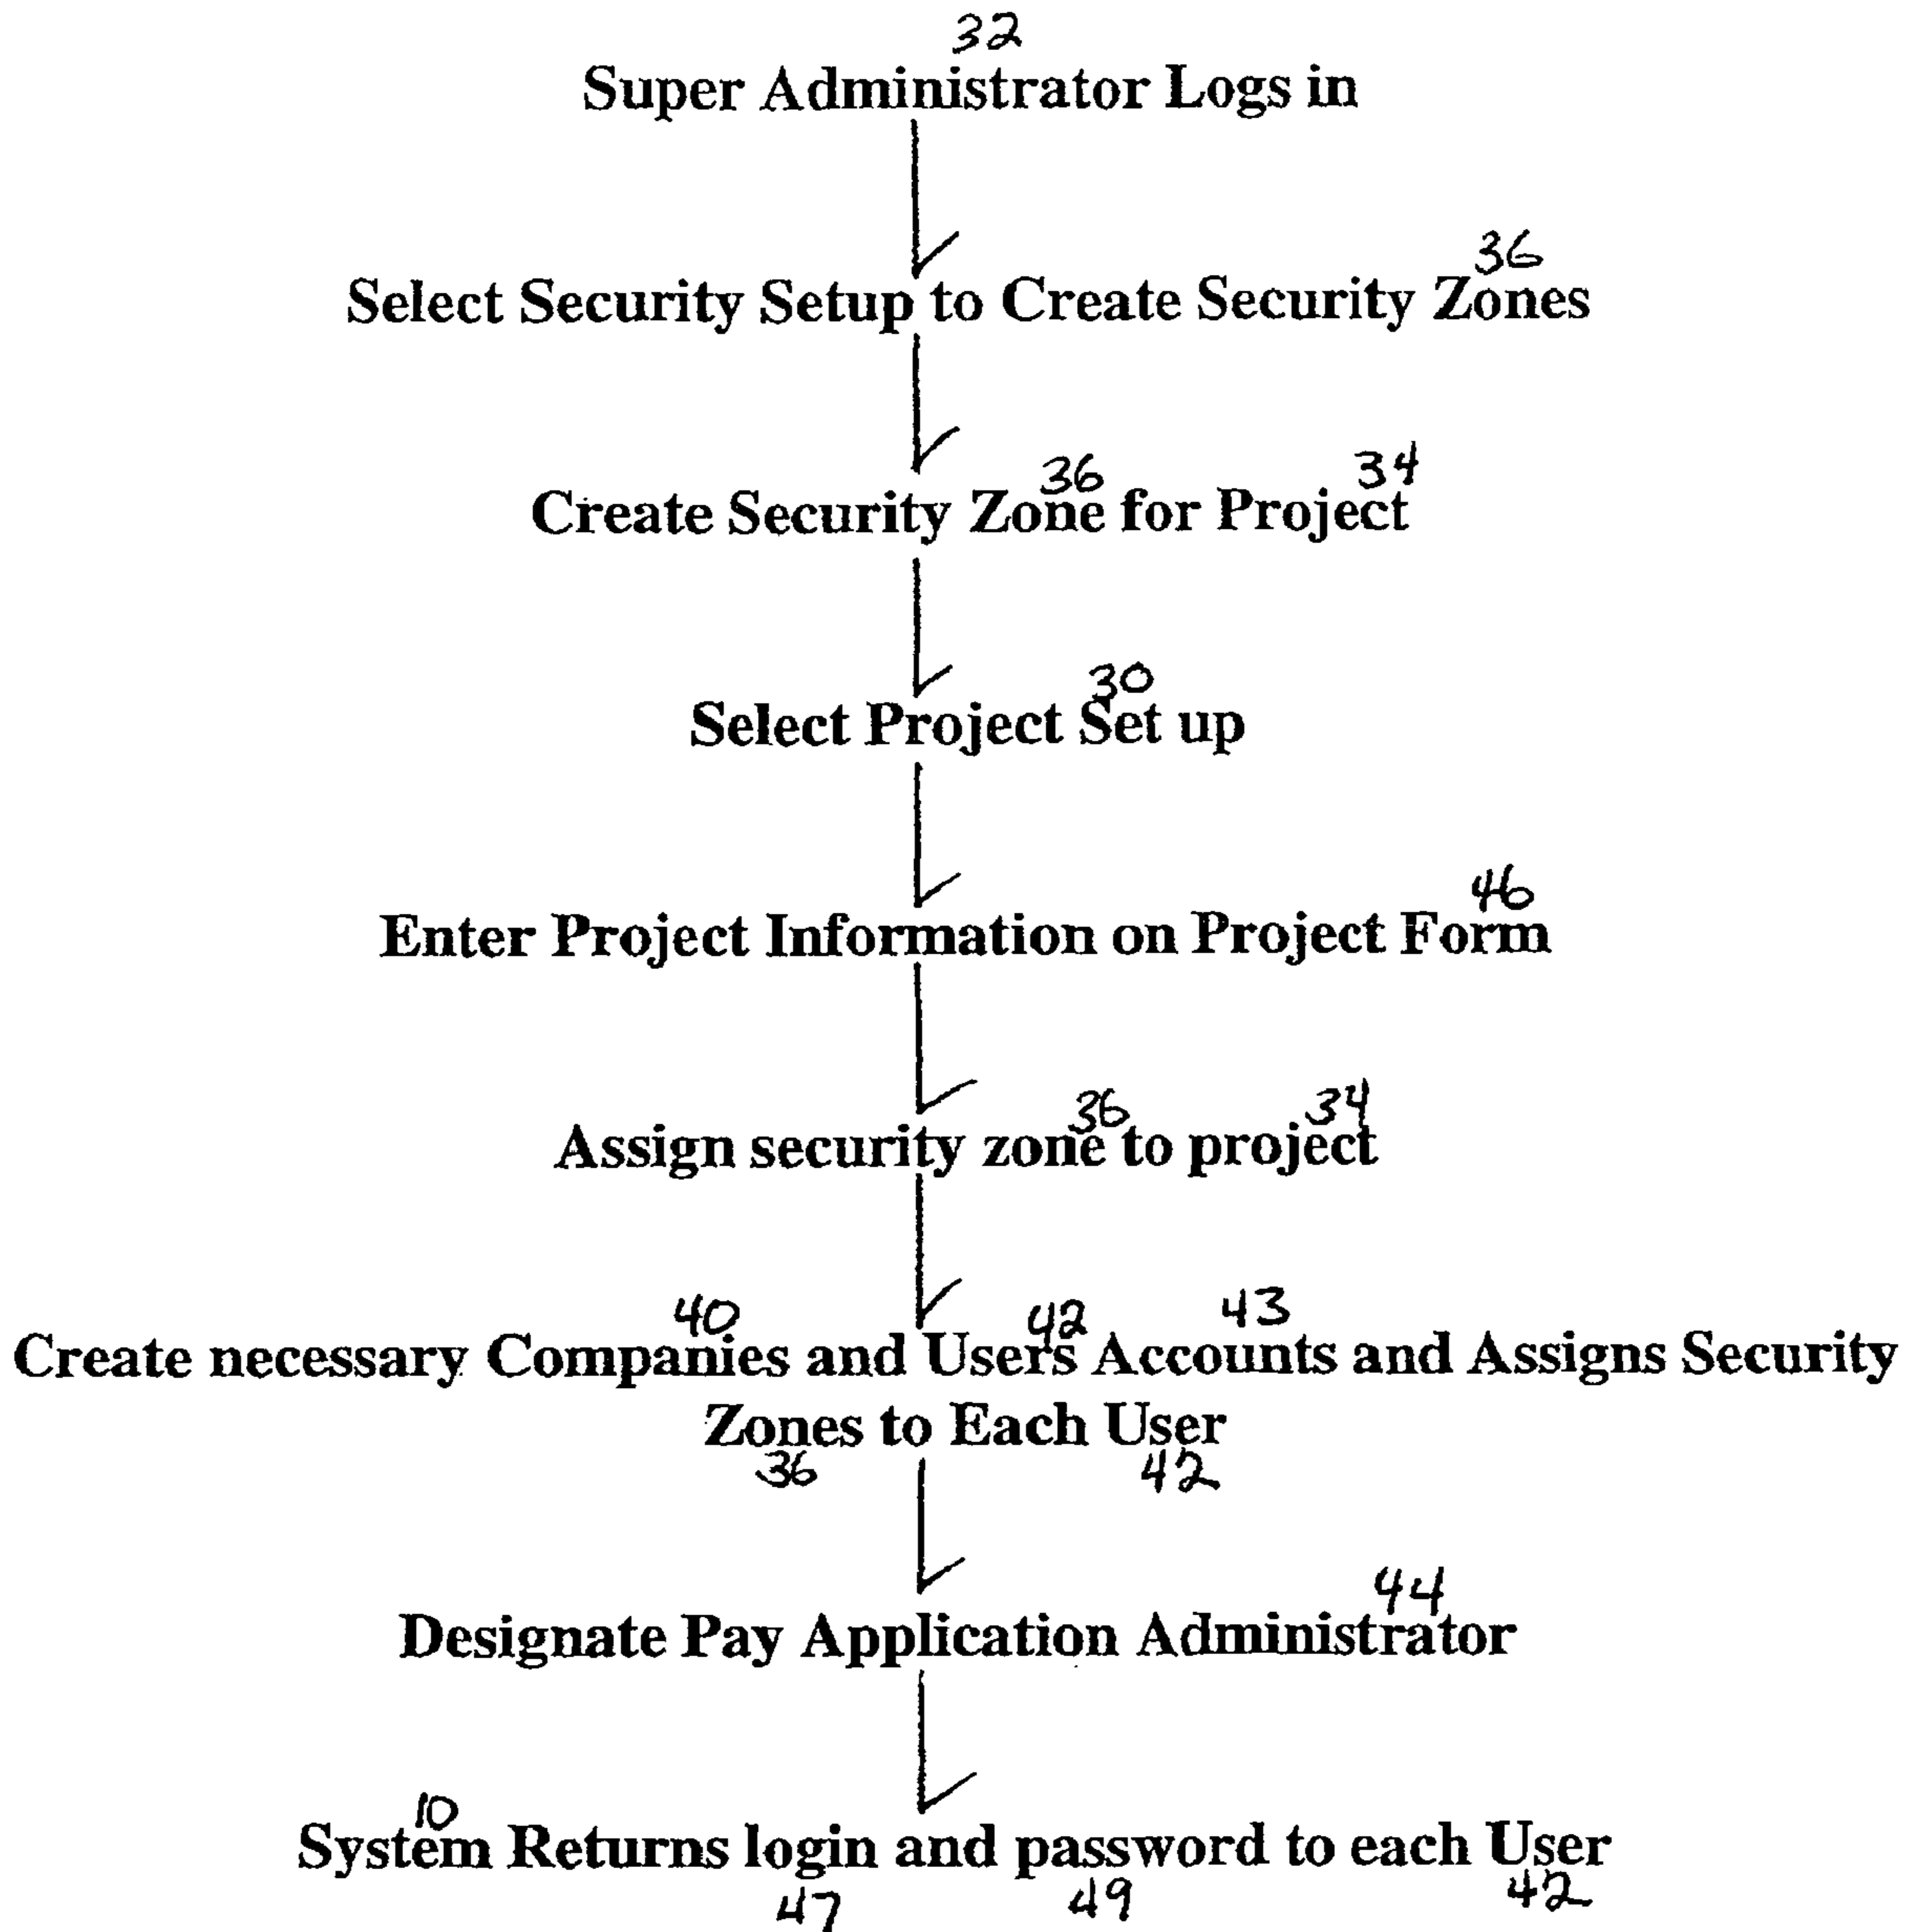 32
Super Administrator Logs in
36
Select Security Setup to Create Security Zones
36 34
Create Security Zone for Project
30
Select Project Set up
46
Enter Project Information on Project Form
36 34
Assign security zone to project
40 42 43
Create necessary Companies and Users Accounts and Assigns Security
Zones to Each User
36 42
44
Designate Pay Application Administrator
10
System Returns login and password to each User
47 49 42